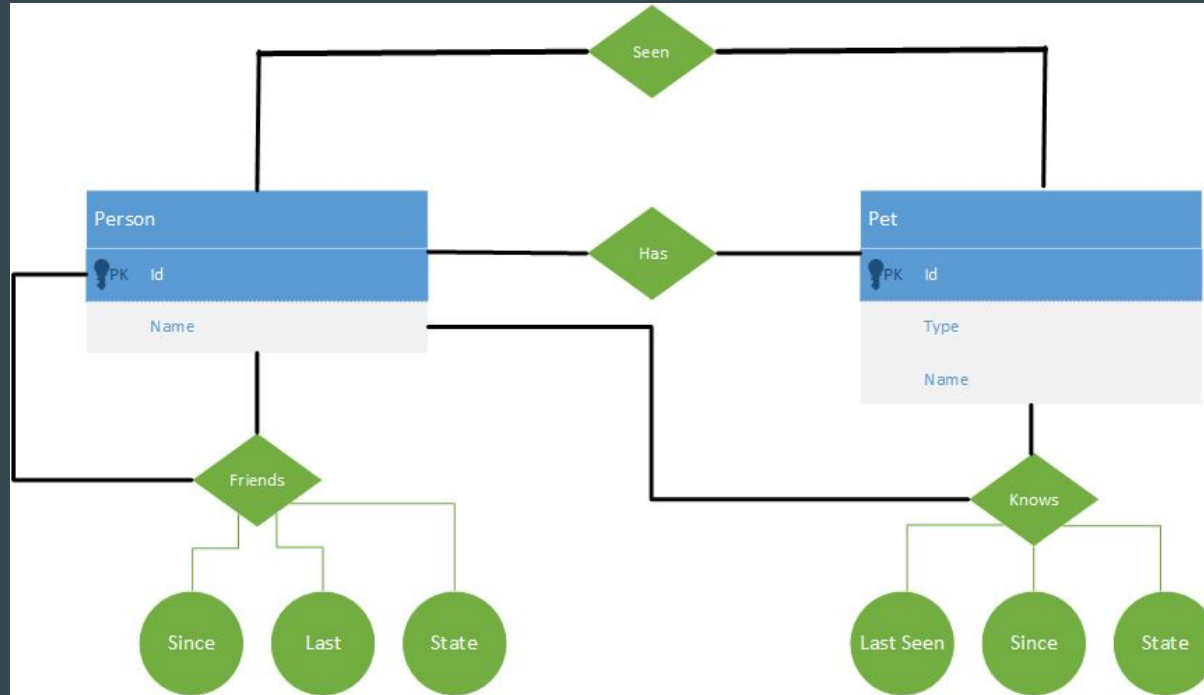 Seen
Person
Pet
Has
PK Id
PK Id
Name
Type
Name
Friends
Knows
Since
Last
State
Last Seen
Since
State